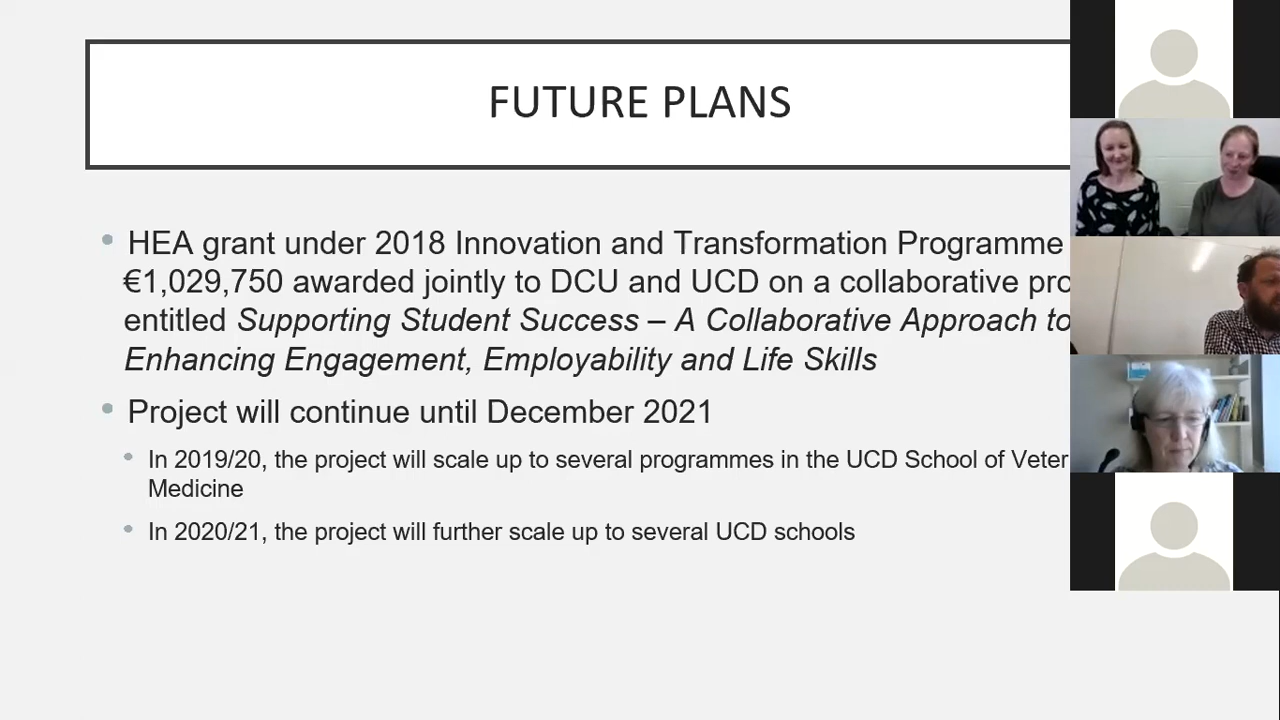 FUTURE PLANS
• HEA grant under 2018 Innovation and Transformation Programme
€1,029,750 awarded jointly to DCU and UCD on a collaborative
entitled Supporting Student Success – A Collaborative Approach to
Enhancing Engagement, Employability and Life Skills
• Project will continue until December 2021
• In 2019/20, the project will scale up to several programmes in the UCD School of
Medicine
• In 2020/21, the project will further scale up to several UCD schools